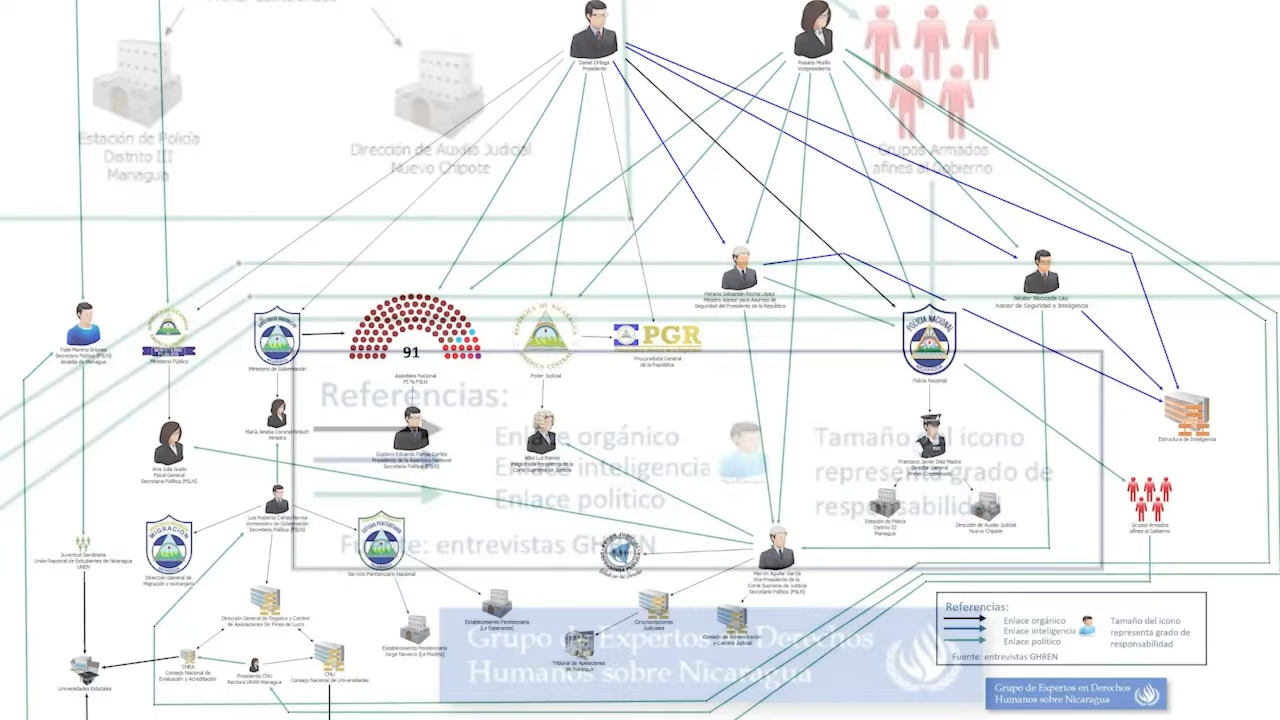 Daniel Ortega
Presidente
Rosario Murillo
Vicepresidenta
Estación de Policía
Distrito III
Managua
Dirección de Auxilio Judicial
Nuevo Chipote
Grupos Armados
afines al Gobierno
Ministro Asesor para Asuntos de
Seguridad del Presidente de la República
Néstor Moncada Lau
Asesor de Seguridad e Inteligencia
Fidel Moreno Briones
Secretario Político (FSLN)
Alcaldía de Managua
Ministerio Público
Ministerio de Gobernación
91
Asamblea Nacional
75 % FSLN
REPÚBLICA DE NICARAGUA
AMÉRICA CENTRAL
Poder Judicial
PGR
Procuraduría General
de la República
POLICÍA NACIONAL
NICARAGUA
Policía Nacional
Estructura de Inteligencia
Referencias:
Enlace orgánico
Enlace inteligencia
Enlace político
Tamaño del icono
representa grado de
responsabilidad
Fuente: entrevistas GHREN
María Amelia Coronel Kinloch
Ministra
Gustavo Eduardo Porras Cortés
Presidente de la Asamblea Nacional
Secretario Político (FSLN)
Alba Luz Ramos
Magistrada Presidenta de la
Corte Suprema de Justicia
Francisco Javier Díaz Madriz
Director General
Primer Comisionado
Ana Julia Guido
Fiscal General
Secretaria Política (FSLN)
Luis Roberto Cañas Novoa
Viceministro de Gobernación
Secretario Político (FSLN)
Estación de Policía
Distrito III
Managua
Dirección de Auxilio Judicial
Nuevo Chipote
Grupos Armados
afines al Gobierno
Juventud Sandinista
Unión Nacional de Estudiantes de Nicaragua
UNEN
MIGRACIÓN
Dirección General de
Migración y extranjería
SISTEMA PENITENCIARIO
Servicio Penitenciario Nacional
Marvin Aguilar García
Vice Presidente de la
Corte Suprema de Justicia
Secretario Político (FSLN)
Dirección General de Registro y Control
de Asociaciones Sin Fines de Lucro
Establecimiento Penitenciario
(La Esperanza)
Establecimiento Penitenciario
Jorge Navarro (La Modelo)
Circunscripciones
Judiciales
Consejo de Administración
y Carrera Judicial
Tribunal de Apelaciones
de Managua
Universidades Estatales
CNEA
Consejo Nacional de
Evaluación y Acreditación
Presidenta CNU
Rectora UNAN Managua
CNU
Consejo Nacional de Universidades
Grupo de Expertos en Derechos
Humanos sobre Nicaragua
Referencias:
Enlace orgánico
Enlace inteligencia
Enlace político
Tamaño del icono
representa grado de
responsabilidad
Fuente: entrevistas GHREN
Grupo de Expertos en Derechos
Humanos sobre Nicaragua